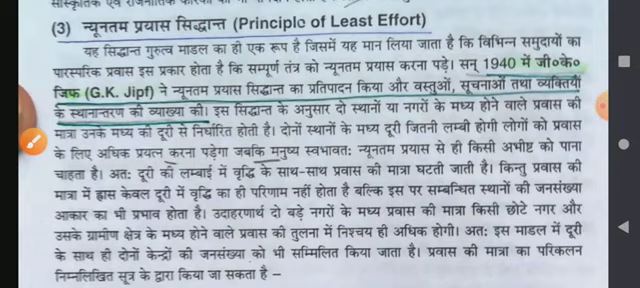 सांस्कृतिक एवं राजनीतिक कारकों का भी
(3) न्यूनतम प्रयास सिद्धान्त (Principle of Least Effort)
यह सिद्धान्त गुरुत्व माडल का ही एक रूप है जिसमें यह मान लिया जाता है कि विभिन्न समुदायों का
पारस्परिक प्रवास इस प्रकार होता है कि सम्पूर्ण तंत्र को न्यूनतम प्रयास करना पड़े। सन् 1940 में जी०के०
जिफ (G.K. Jipf) ने न्यूनतम प्रयास सिद्धान्त का प्रतिपादन किया और वस्तुओं, सूचनाओं तथा व्यक्तियों
के स्थानान्तरण की व्याख्या की। इस सिद्धान्त के अनुसार दो स्थानों या नगरों के मध्य होने वाले प्रवास की
मात्रा उनके मध्य की दूरी से निर्धारित होती है। दोनों स्थानों के मध्य दूरी जितनी लम्बी होगी लोगों को प्रवास
के लिए अधिक प्रयत्न करना पड़ेगा जबकि मनुष्य स्वभावतः न्यूनतम प्रयास से ही किसी अभीष्ट को पाना
चाहता है। अतः दूरी की लम्बाई में वृद्धि के साथ-साथ प्रवास की मात्रा घटती जाती है। किन्तु प्रवास की
मात्रा में ह्रास केवल दूरी में वृद्धि का ही परिणाम नहीं होता है बल्कि इस पर सम्बन्धित स्थानों की जनसंख्या
आकार का भी प्रभाव होता है। उदाहरणार्थ दो बड़े नगरों के मध्य प्रवास की मात्रा किसी छोटे नगर और
उसके ग्रामीण क्षेत्र के मध्य होने वाले प्रवास की तुलना में निश्चय ही अधिक होगी। अतः इस माडल में दूरी
के साथ ही दोनों केन्द्रों की जनसंख्या को भी सम्मिलित किया जाता है। प्रवास की मात्रा का परिकलन
निम्नलिखित सूत्र के द्वारा किया जा सकता है –